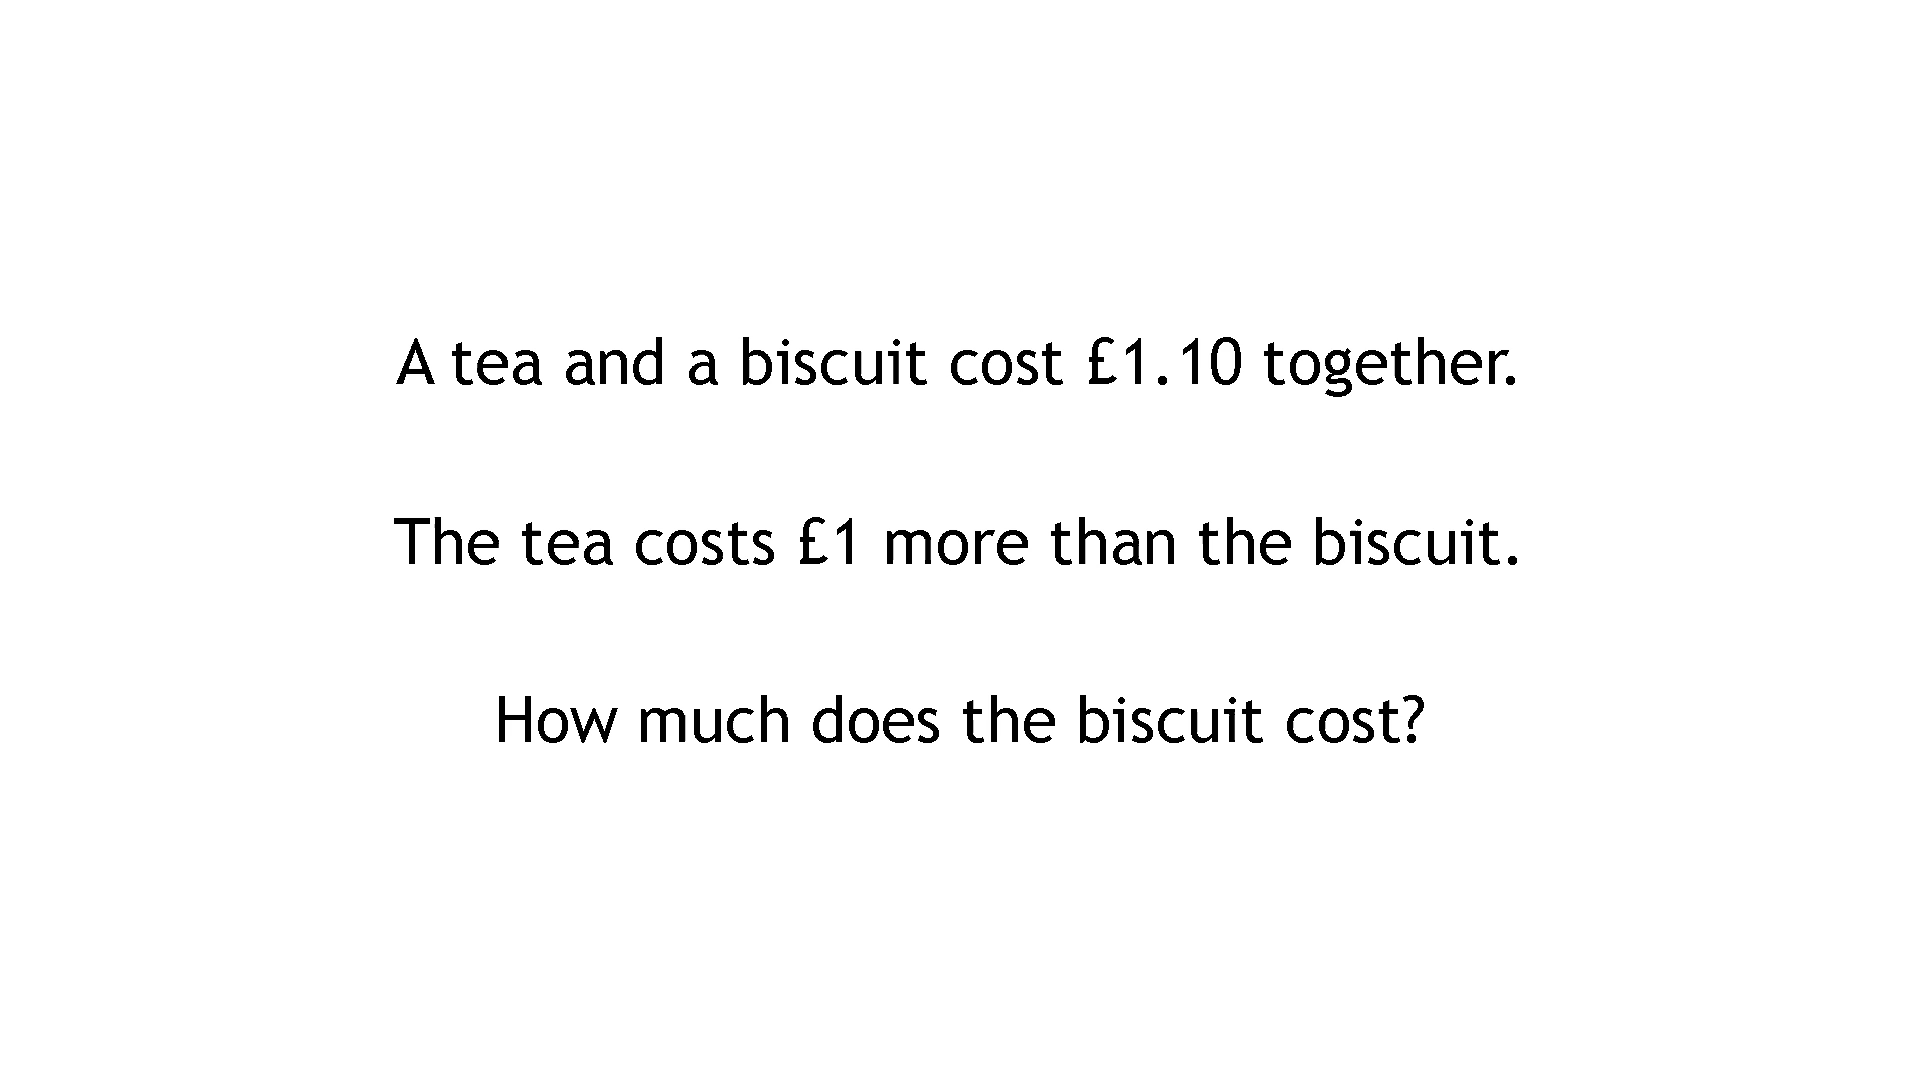 A tea and a biscuit cost £1.10 together.
The tea costs £1 more than the biscuit.
How much does the biscuit cost?